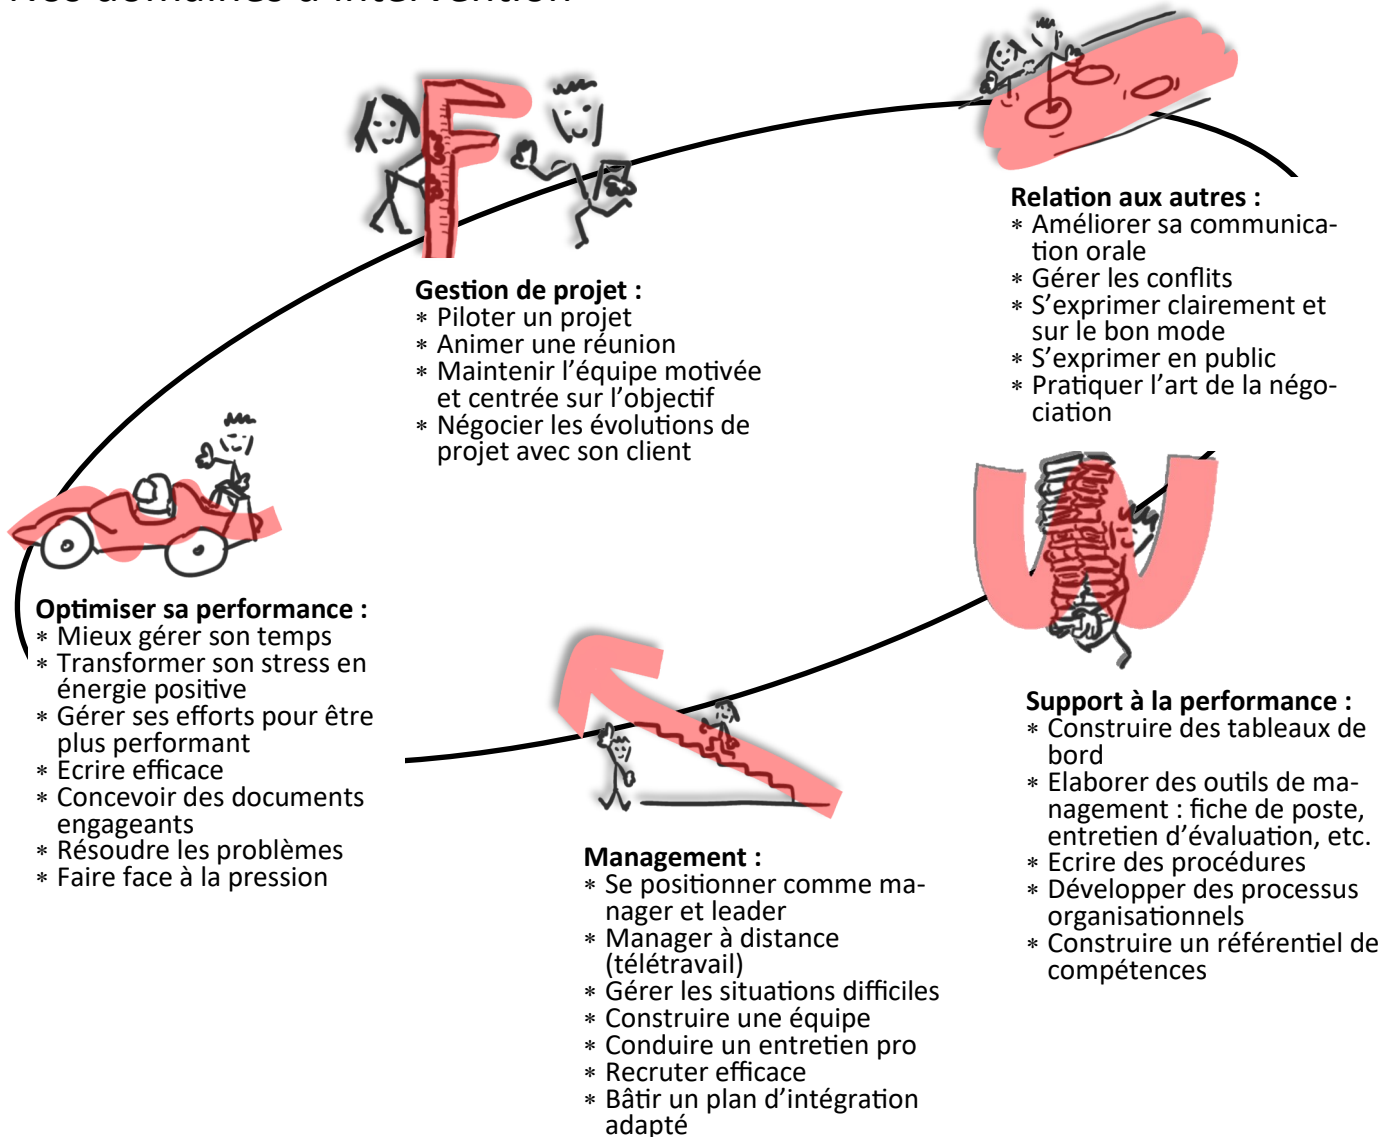 Nos domaines d'intervention
Relation aux autres :
* Améliorer sa communica-
tion orale
* Gérer les conflits
* S'exprimer clairement et
sur le bon mode
* S'exprimer en public
* Pratiquer l'art de la négo-
ciation
Gestion de projet :
* Piloter un projet
* Animer une réunion
* Maintenir l'équipe motivée
et centrée sur l'objectif
* Négocier les évolutions de
projet avec son client
Optimiser sa performance :
* Mieux gérer son temps
* Transformer son stress en
énergie positive
* Gérer ses efforts pour être
plus performant
* Ecrire efficace
* Concevoir des documents
engageants
* Résoudre les problèmes
* Faire face à la pression
Management :
* Se positionner comme ma-
nager et leader
* Manager à distance
(télétravail)
* Gérer les situations difficiles
* Construire une équipe
* Conduire un entretien pro
* Recruter efficace
* Bâtir un plan d'intégration
adapté
Support à la performance :
* Construire des tableaux de
bord
* Elaborer des outils de ma-
nagement : fiche de poste,
entretien d'évaluation, etc.
* Ecrire des procédures
* Développer des processus
organisationnels
* Construire un référentiel de
compétences